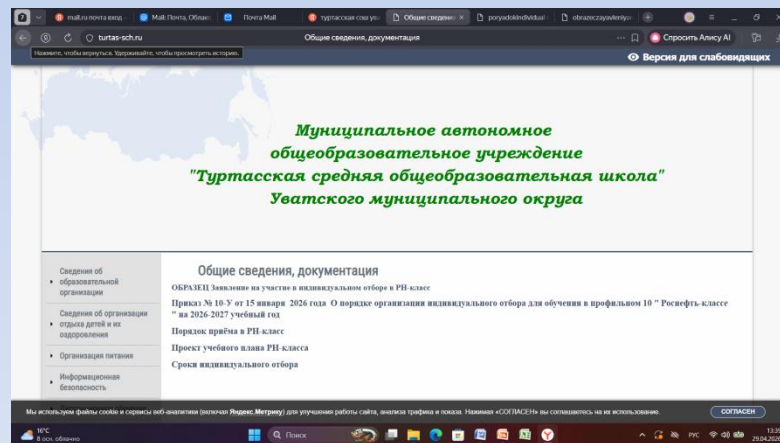 7
mail.ru почта вход
Mail: Почта, Облако
Почта Mail
туртасская сош ува
Общие сведения
poryadokindividual
obrazeczayavleniya
turtas-sch.ru
Общие сведения, документация
Спросить Алису AI
Нажмите, чтобы вернуться. Удерживайте, чтобы просмотреть историю.
Версия для слабовидящих
Муниципальное автономное
общеобразовательное учреждение
"Туртасская средняя общеобразовательная школа"
Уватского муниципального округа
Сведения об
образовательной
организации
Сведения об организации
отдыха детей и их
оздоровления
Организация питания
Информационная
безопасность
Общие сведения, документация
ОБРАЗЕЦ Заявление на участие в индивидуальном отборе в РН-класс
Приказ № 10-У от 15 января 2026 года О порядке организации индивидуального отбора для обучения в профильном 10 " Роснефть-классе
" на 2026-2027 учебный год
Порядок приёма в РН-класс
Проект учебного плана РН-класса
Сроки индивидуального отбора
Мы используем файлы cookie и сервисы веб-аналитики (включая Яндекс.Метрику) для улучшения работы сайта, анализа трафика и показа. Нажимая «СОГЛАСЕН» вы соглашаетесь на их использование.
СОГЛАСЕН
16°C
В осн. облачно
Поиск
РУС